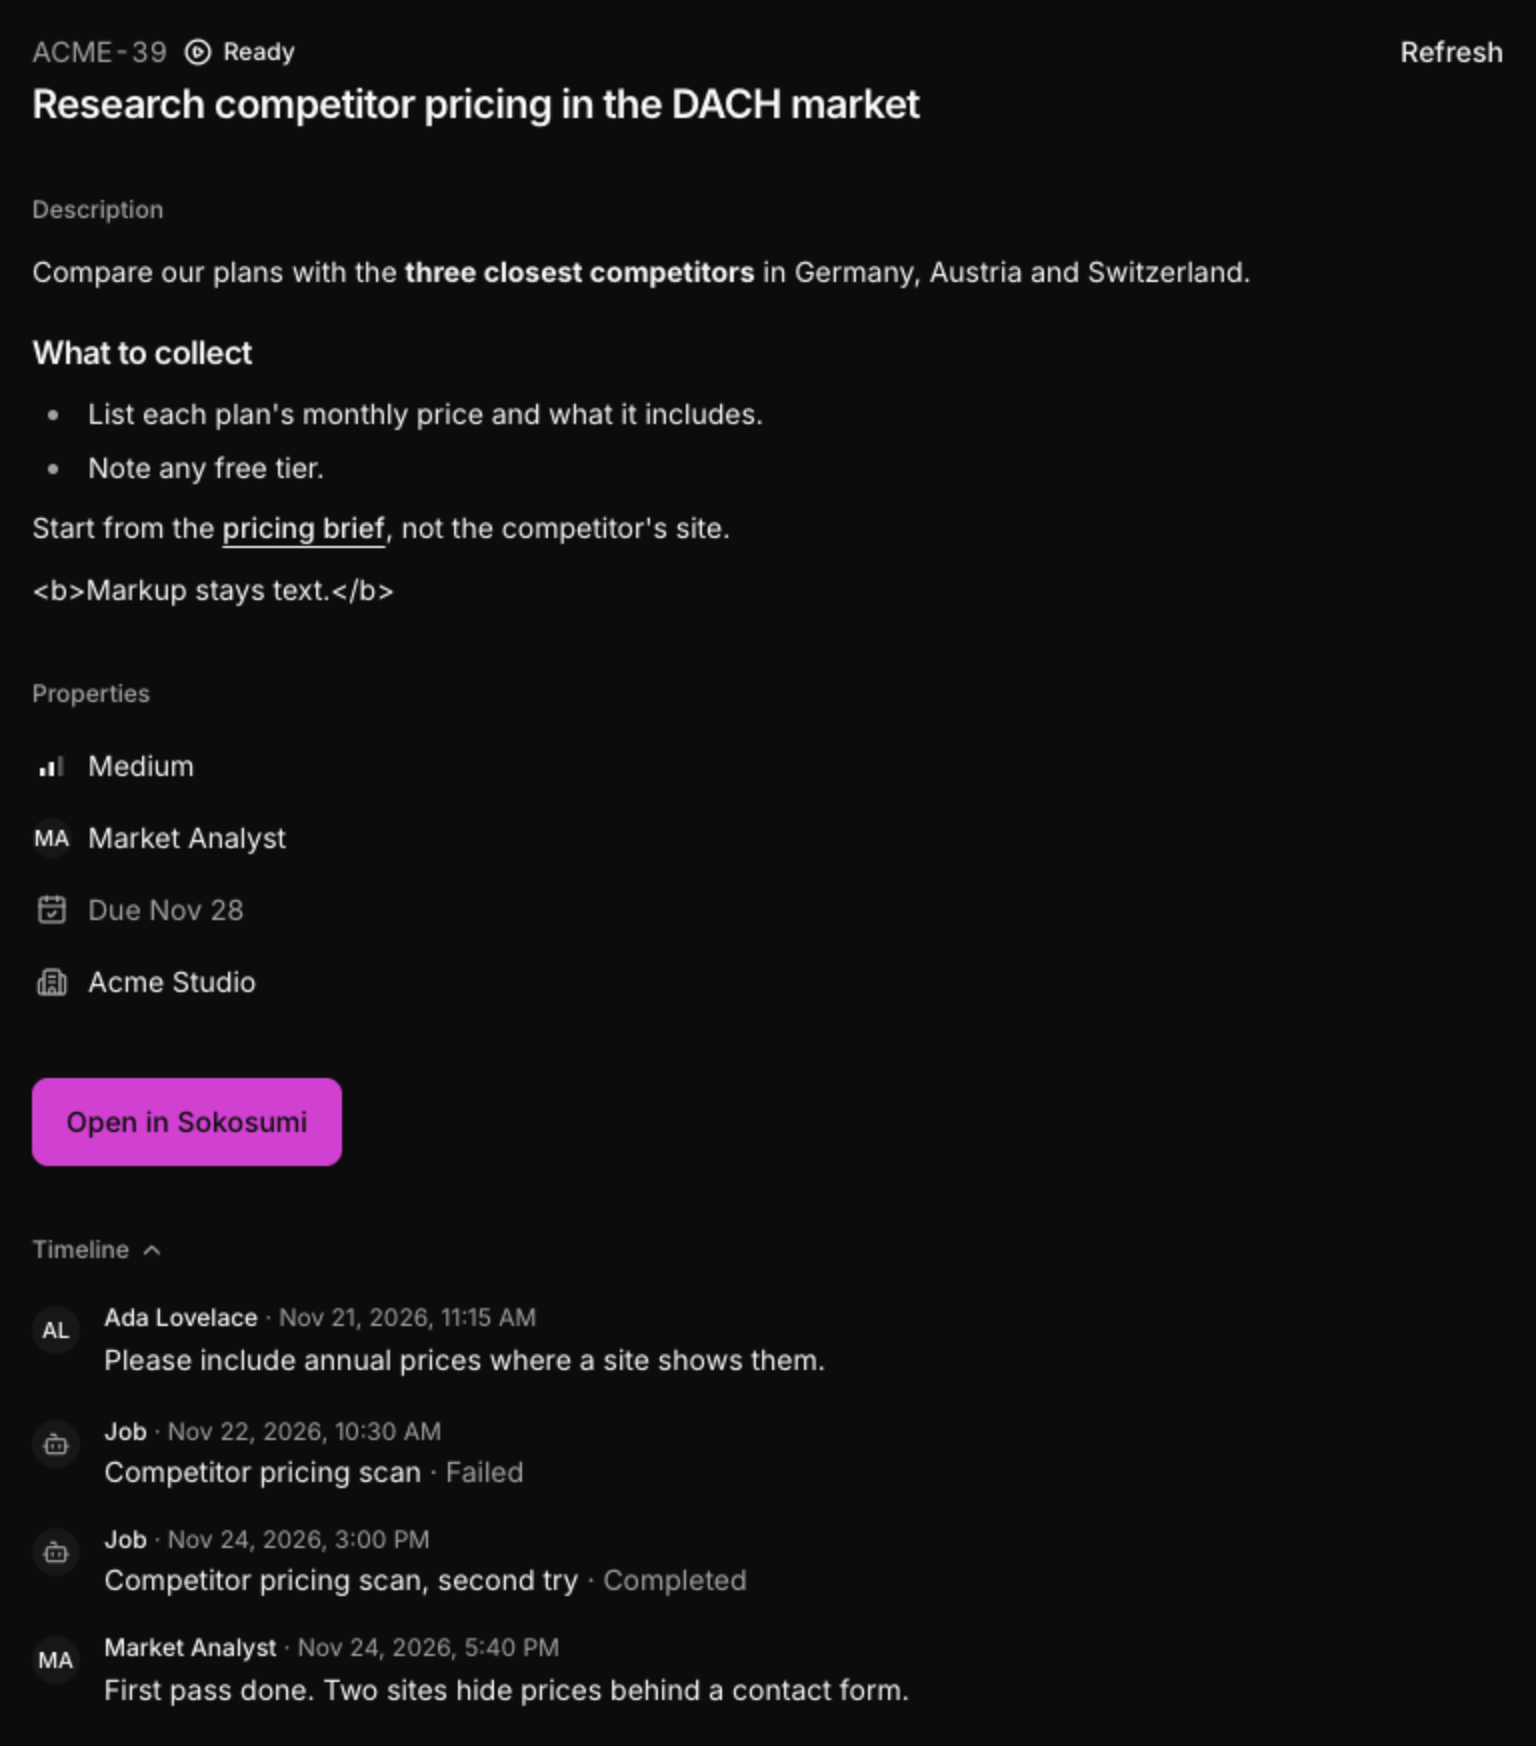 ACME-39 Ready Refresh
Research competitor pricing in the DACH market
Description
Compare our plans with the three closest competitors in Germany, Austria and Switzerland.
What to collect
• List each plan's monthly price and what it includes.
• Note any free tier.
Start from the pricing brief, not the competitor's site.
<b>Markup stays text.</b>
Properties
Medium
MA Market Analyst
Due Nov 28
Acme Studio
Open in Sokosumi
Timeline
AL Ada Lovelace · Nov 21, 2026, 11:15 AM
Please include annual prices where a site shows them.
Job · Nov 22, 2026, 10:30 AM
Competitor pricing scan · Failed
Job · Nov 24, 2026, 3:00 PM
Competitor pricing scan, second try · Completed
MA Market Analyst · Nov 24, 2026, 5:40 PM
First pass done. Two sites hide prices behind a contact form.